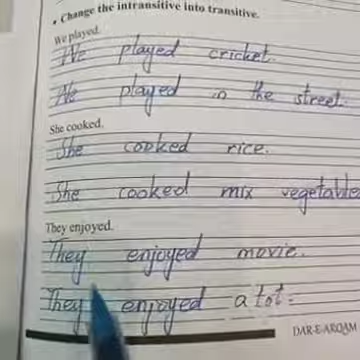 • Change the intransitive into transitive.
We played.
We played cricket.
We played in the street.
She cooked.
She cooked rice.
She cooked mix vegetable
They enjoyed.
They enjoyed movie.
They enjoyed a lot.
DAR-E-ARQAM